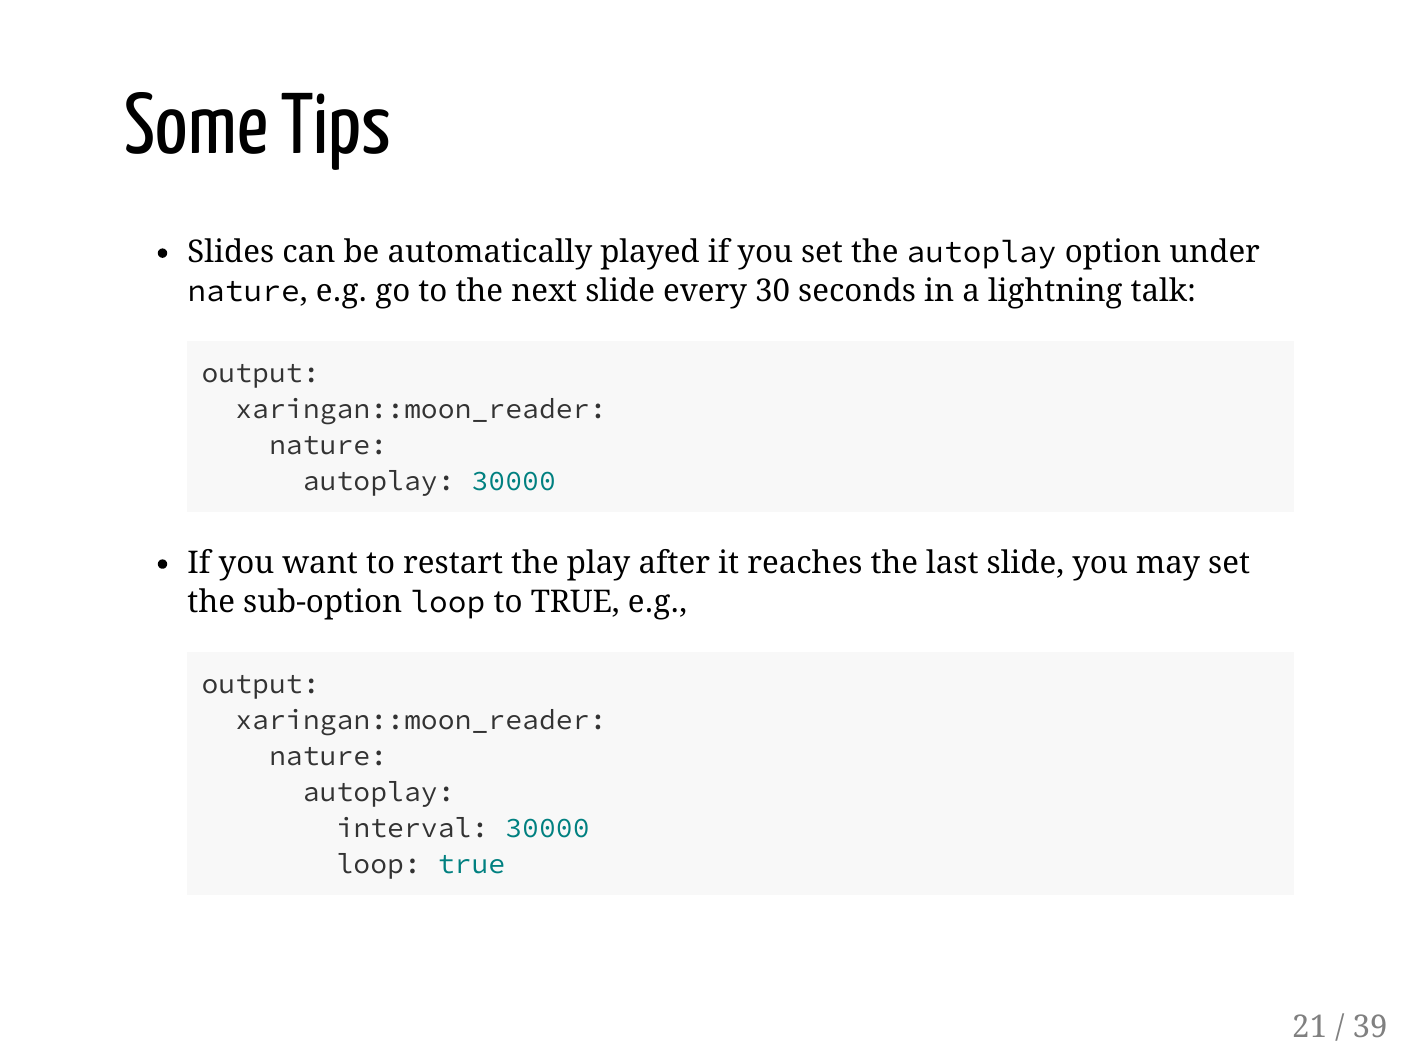 Some Tips
• Slides can be automatically played if you set the autoplay option under
nature, e.g. go to the next slide every 30 seconds in a lightning talk:
output:
  xaringan::moon_reader:
    nature:
      autoplay: 30000
• If you want to restart the play after it reaches the last slide, you may set
the sub-option loop to TRUE, e.g.,
output:
  xaringan::moon_reader:
    nature:
      autoplay:
        interval: 30000
        loop: true
21 / 39